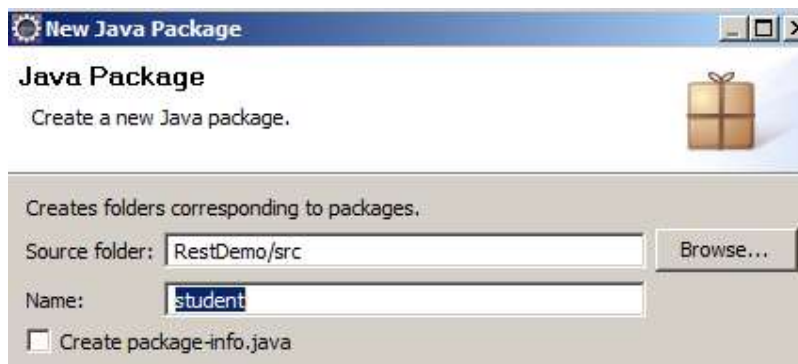 New Java Package
Java Package
Create a new Java package.
Creates folders corresponding to packages.
Source folder: RestDemo/src Browse...
Name: student
Create package-info.java